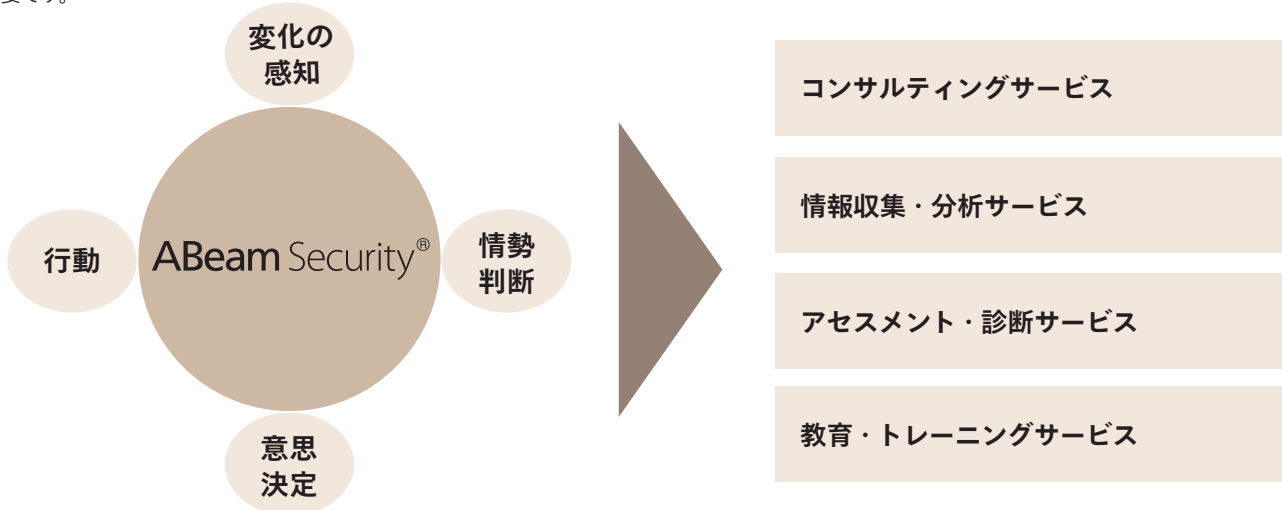 変化の
感知
行動
ABeam Security®
情勢
判断
意思
決定
コンサルティングサービス
情報収集・分析サービス
アセスメント・診断サービス
教育・トレーニングサービス